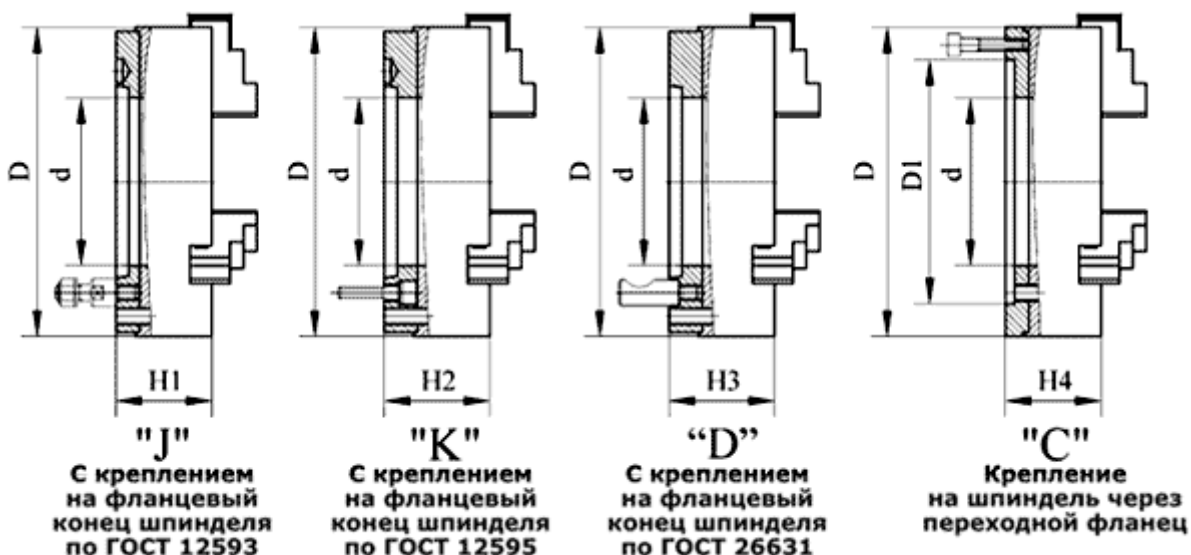 D
d
H1
D
d
H2
D
d
H3
D
D1
d
H4
"J"
С креплением
на фланцевый
конец шпинделя
по ГОСТ 12593
"K"
С креплением
на фланцевый
конец шпинделя
по ГОСТ 12595
“D”
С креплением
на фланцевый
конец шпинделя
по ГОСТ 26631
"C"
Крепление
на шпиндель через
переходной фланец